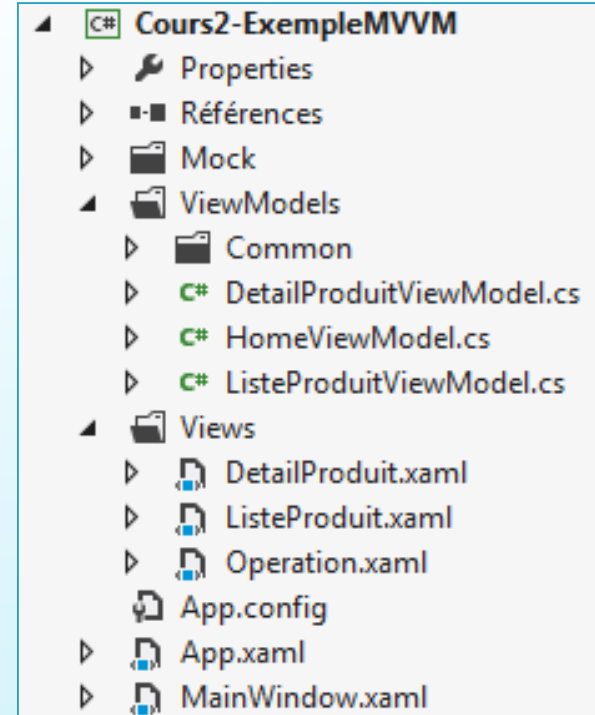 C# Cours2-ExempleMVVM
Properties
Références
Mock
ViewModels
Common
C# DetailProduitViewModel.cs
C# HomeViewModel.cs
C# ListeProduitViewModel.cs
Views
DetailProduit.xaml
ListeProduit.xaml
Operation.xaml
App.config
App.xaml
MainWindow.xaml